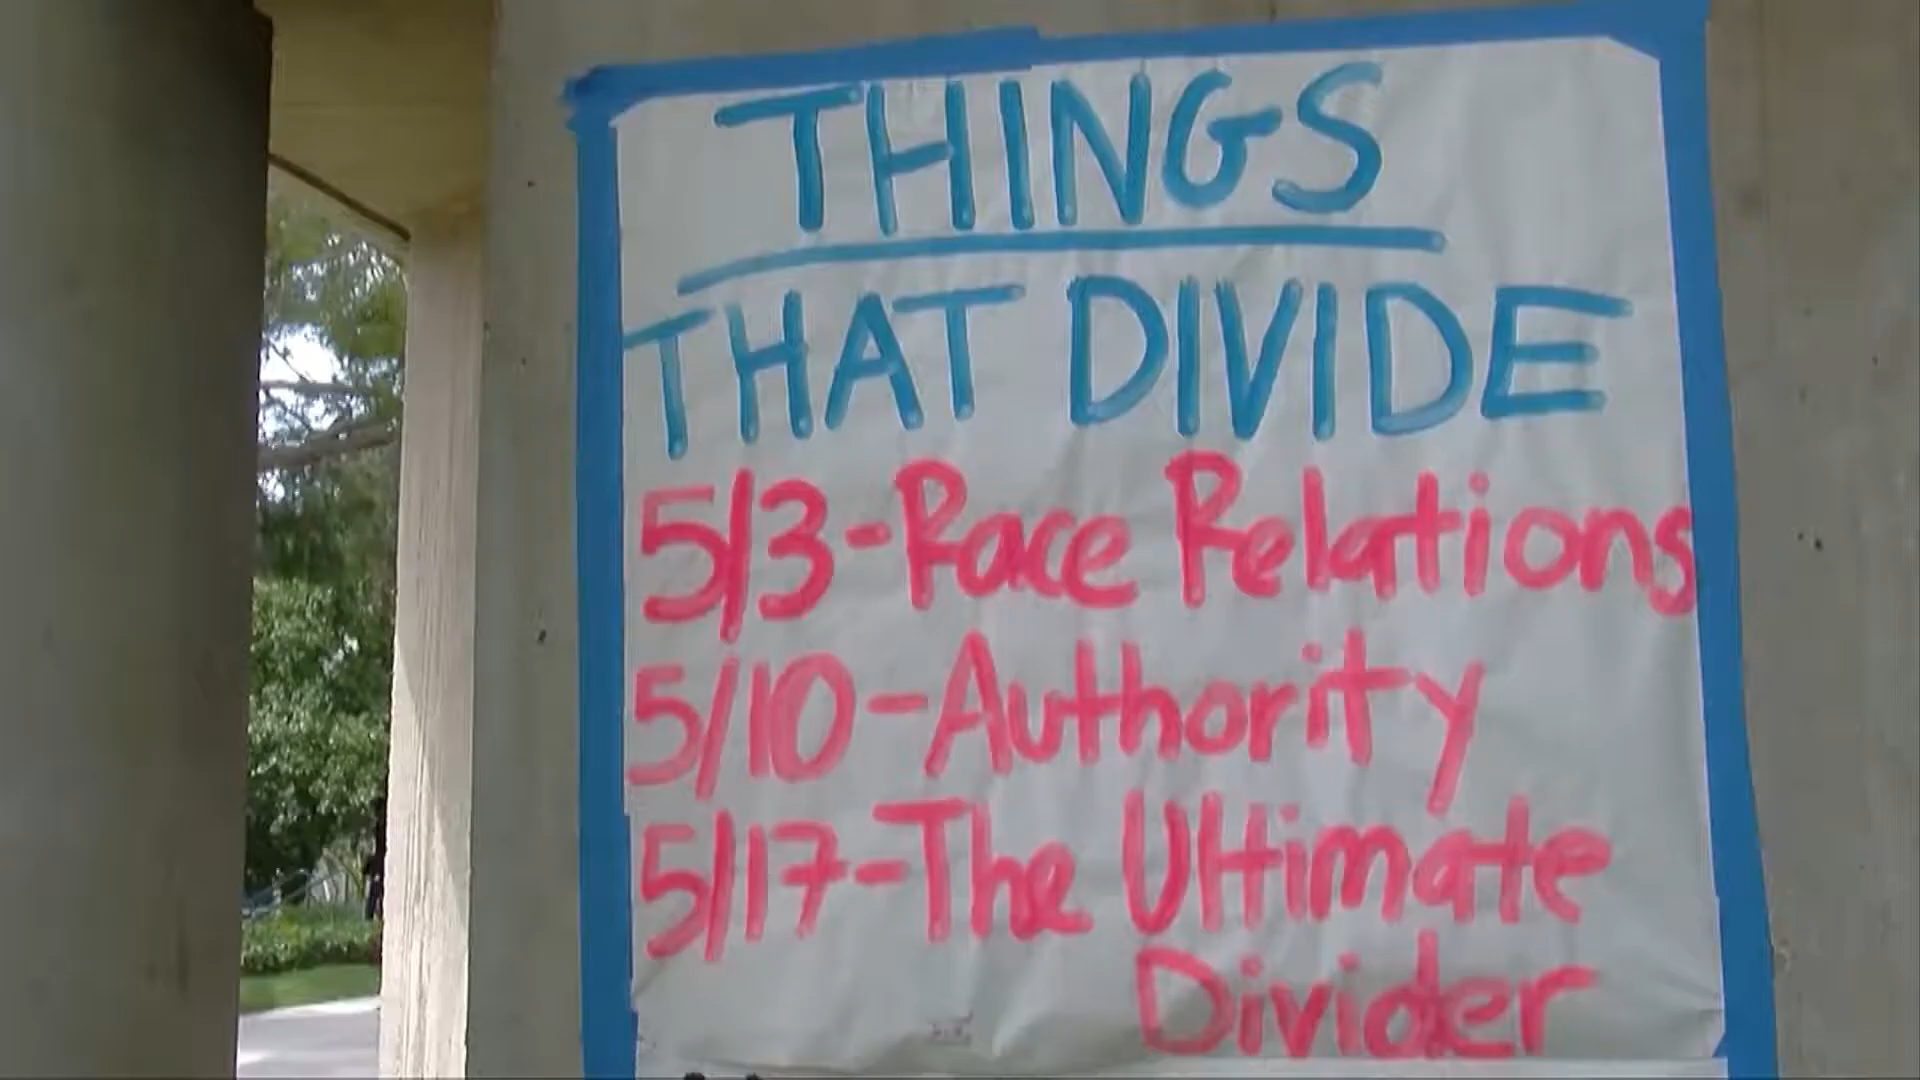 THINGS
THAT DIVIDE
5/3-Race Relations
5/10-Authority
5/17-The Ultimate
Divider